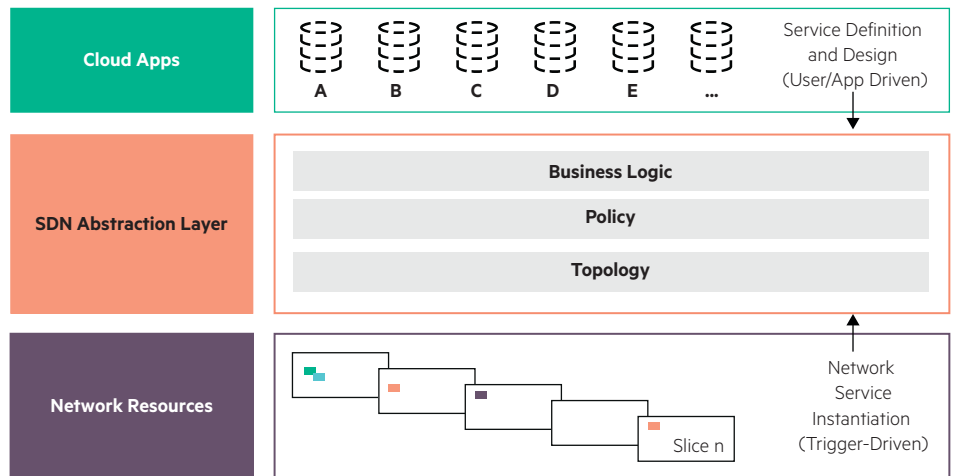 Cloud Apps
A B C D E ...
Service Definition
and Design
(User/App Driven)
SDN Abstraction Layer
Business Logic
Policy
Topology
Network Resources
Slice n
Network
Service
Instantiation
(Trigger-Driven)